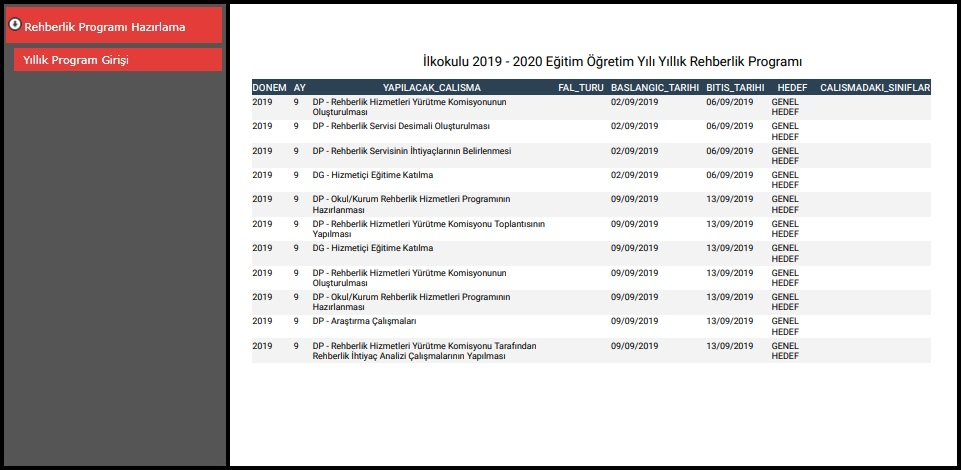 Rehberlik Programı Hazırlama
Yıllık Program Girişi
İlkokulu 2019 - 2020 Eğitim Öğretim Yılı Yıllık Rehberlik Programı
DONEM AY YAPILACAK_CALISMA FAL_TURU BASLANGIC_TARIHI BITIS_TARIHI HEDEF CALISMADAKI_SINIFLAR
2019 9 DP - Rehberlik Hizmetleri Yürütme Komisyonunun 02/09/2019 06/09/2019 GENEL
Oluşturulması HEDEF
2019 9 DP - Rehberlik Servisi Desimali Oluşturulması 02/09/2019 06/09/2019 GENEL
HEDEF
2019 9 DP - Rehberlik Servisinin İhtiyaçlarının Belirlenmesi 02/09/2019 06/09/2019 GENEL
HEDEF
2019 9 DG - Hizmetiçi Eğitime Katılma 02/09/2019 06/09/2019 GENEL
HEDEF
2019 9 DP - Okul/Kurum Rehberlik Hizmetleri Programının 09/09/2019 13/09/2019 GENEL
Hazırlanması HEDEF
2019 9 DP - Rehberlik Hizmetleri Yürütme Komisyonu Toplantısının 09/09/2019 13/09/2019 GENEL
Yapılması HEDEF
2019 9 DG - Hizmetiçi Eğitime Katılma 09/09/2019 13/09/2019 GENEL
HEDEF
2019 9 DP - Rehberlik Hizmetleri Yürütme Komisyonunun 09/09/2019 13/09/2019 GENEL
Oluşturulması HEDEF
2019 9 DP - Okul/Kurum Rehberlik Hizmetleri Programının 09/09/2019 13/09/2019 GENEL
Hazırlanması HEDEF
2019 9 DP - Araştırma Çalışmaları 09/09/2019 13/09/2019 GENEL
HEDEF
2019 9 DP - Rehberlik Hizmetleri Yürütme Komisyonu Tarafından 09/09/2019 13/09/2019 GENEL
Rehberlik İhtiyaç Analizi Çalışmalarının Yapılması HEDEF